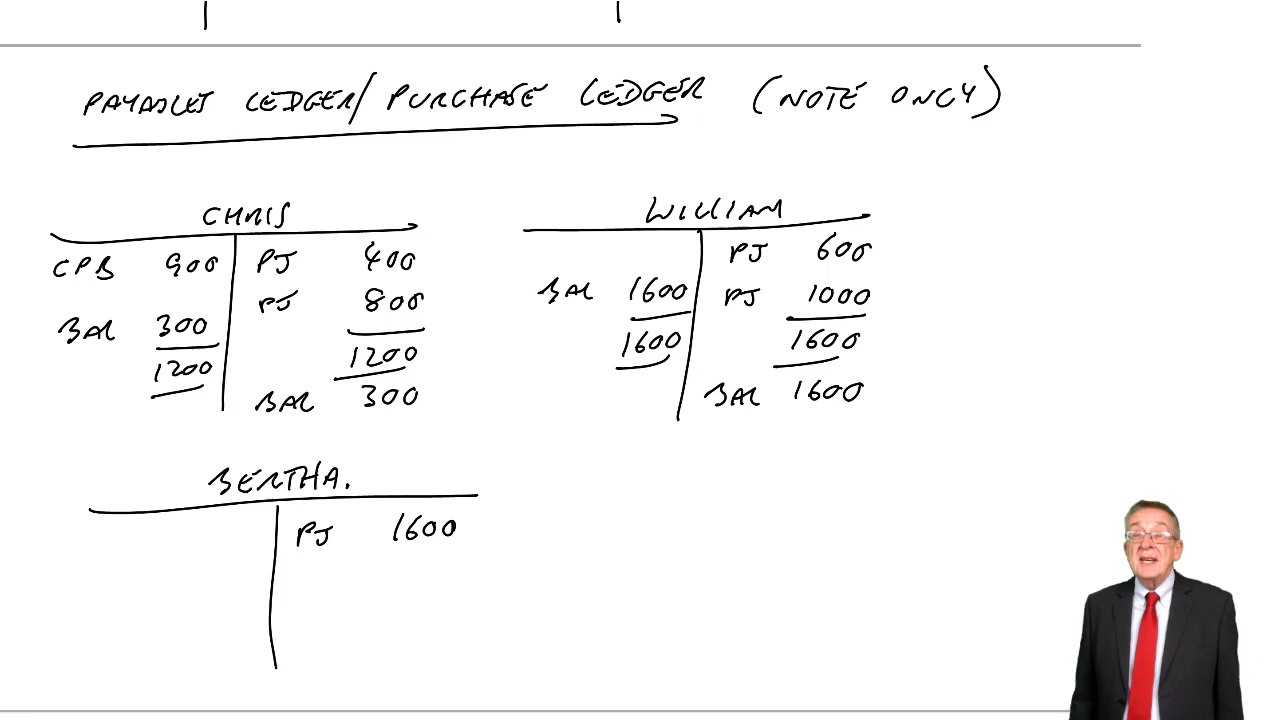 PAYABLES LEDGER/ PURCHASE LEDGER (NOTE ONLY)
CHRIS
CPB 900 PJ 400
PJ 800
BAL 300
1200 1200
BAL 300
WILLIAM
PJ 600
BAL 1600 PJ 1000
1600 1600
BAL 1600
BERTHA.
PJ 1600